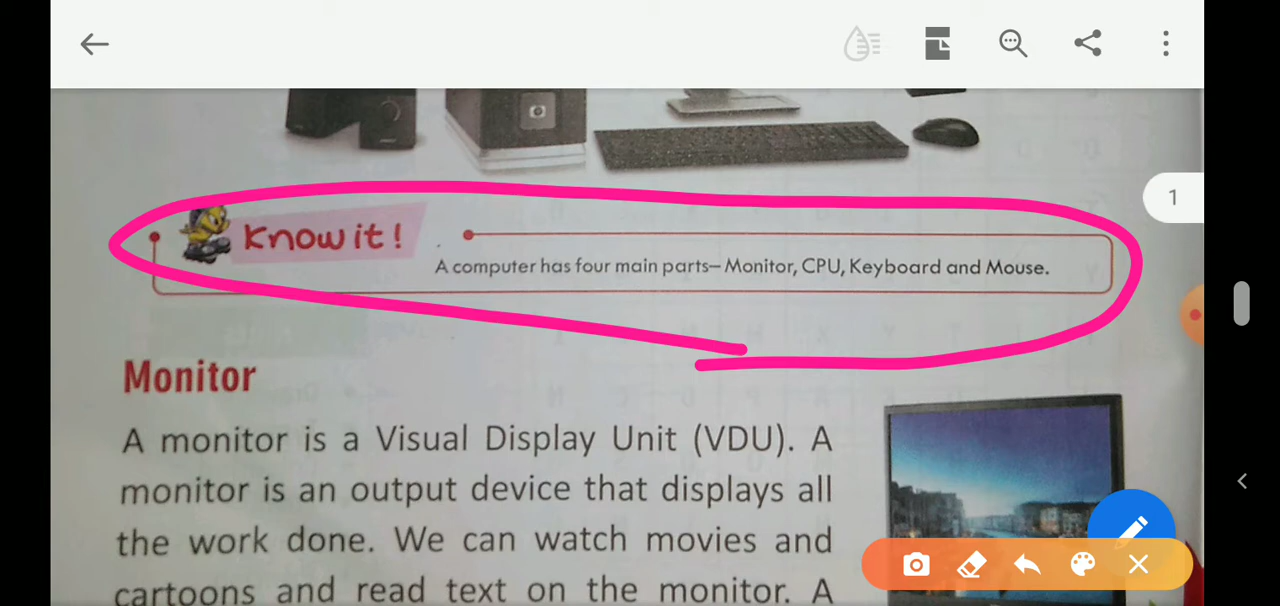 1
Know it!
A computer has four main parts– Monitor, CPU, Keyboard and Mouse.
Monitor
A monitor is a Visual Display Unit (VDU). A
monitor is an output device that displays all
the work done. We can watch movies and
cartoons and read text on the monitor. A